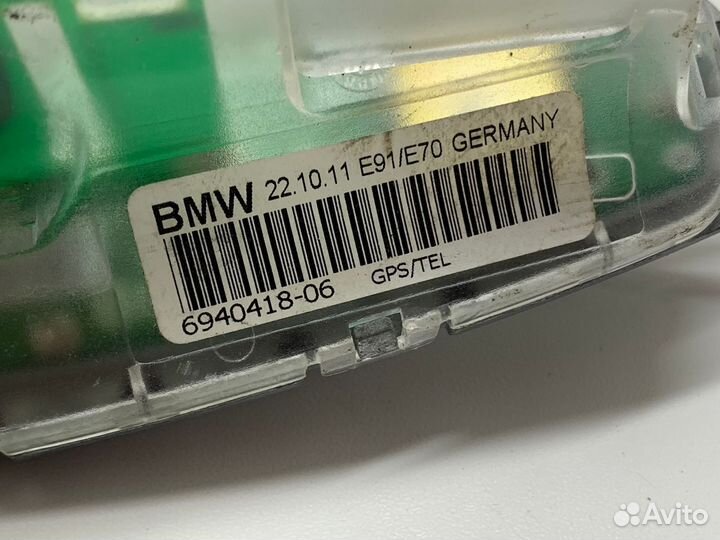 BMW 22.10.11 E91/E70 GERMANY
6940418-06 GPS/TEL
Avito